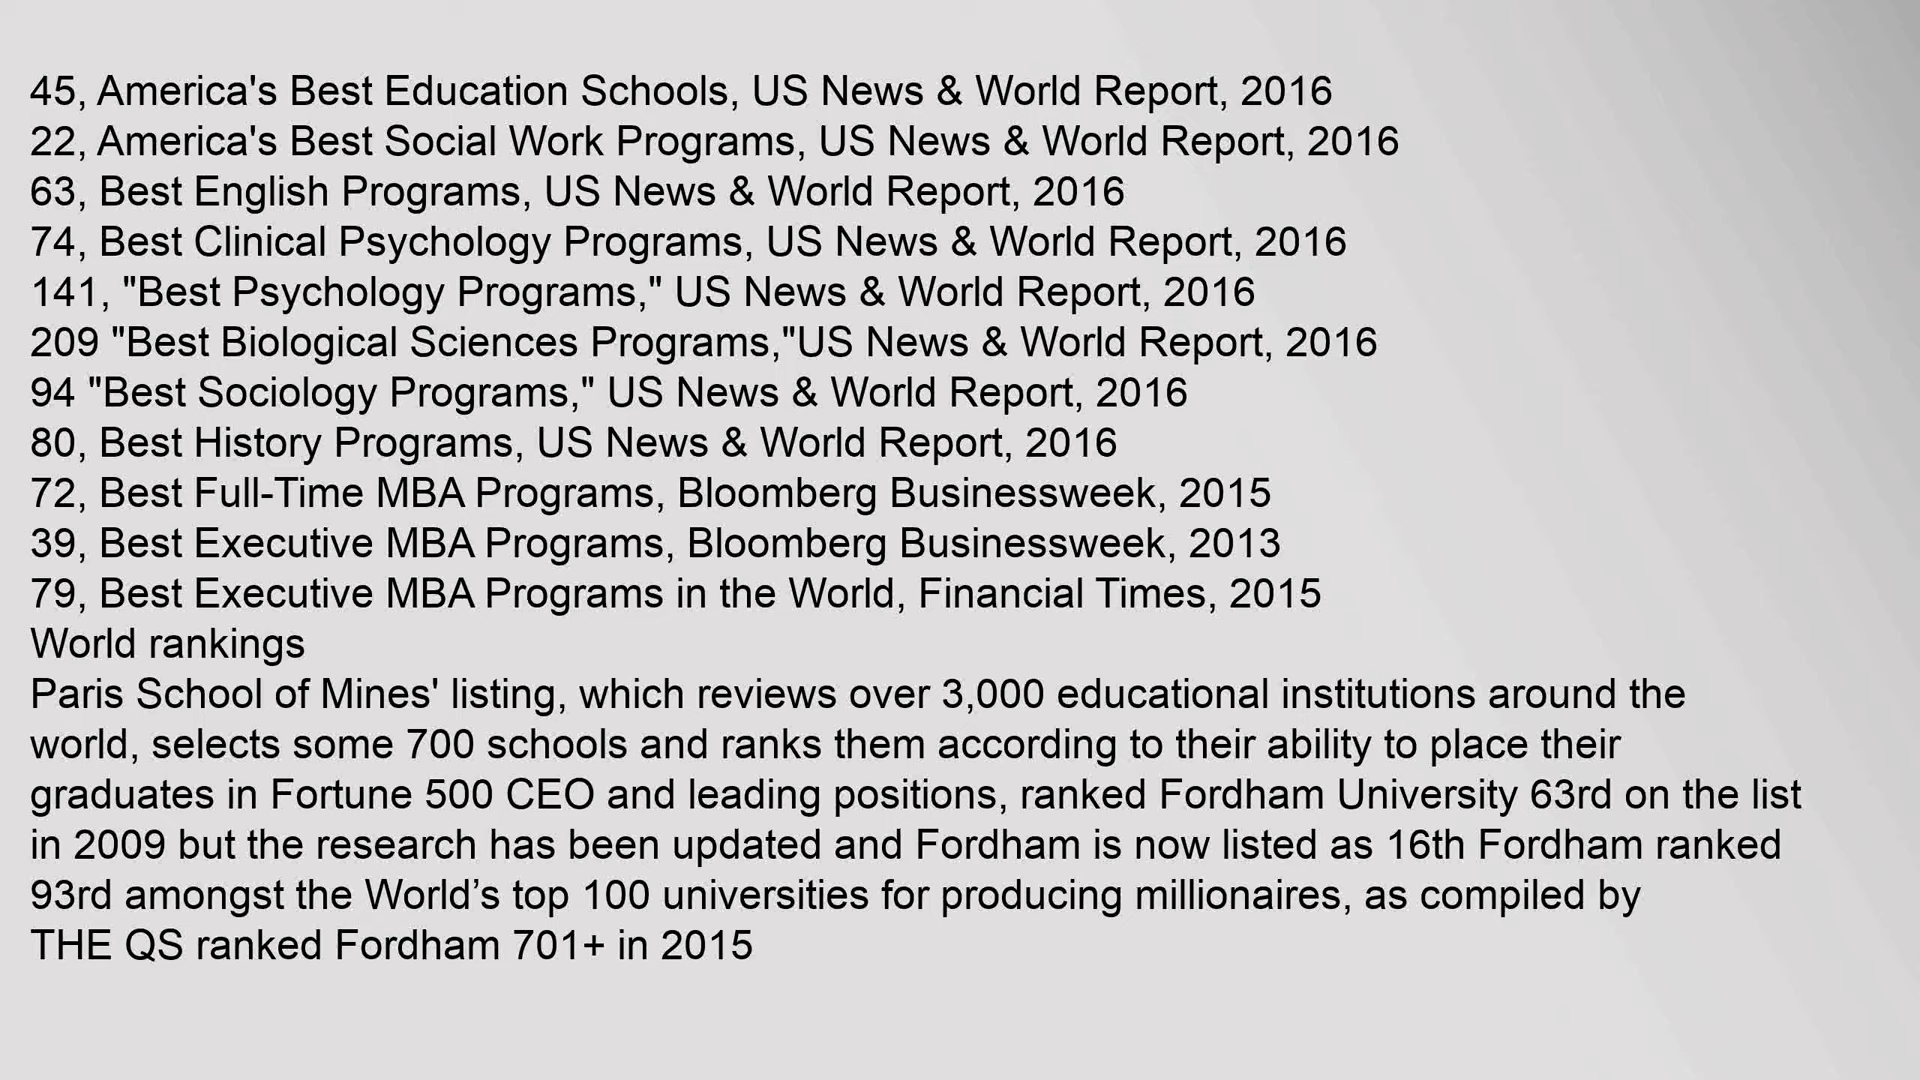 45, America's Best Education Schools, US News & World Report, 2016
22, America's Best Social Work Programs, US News & World Report, 2016
63, Best English Programs, US News & World Report, 2016
74, Best Clinical Psychology Programs, US News & World Report, 2016
141, "Best Psychology Programs," US News & World Report, 2016
209 "Best Biological Sciences Programs,"US News & World Report, 2016
94 "Best Sociology Programs," US News & World Report, 2016
80, Best History Programs, US News & World Report, 2016
72, Best Full-Time MBA Programs, Bloomberg Businessweek, 2015
39, Best Executive MBA Programs, Bloomberg Businessweek, 2013
79, Best Executive MBA Programs in the World, Financial Times, 2015
World rankings
Paris School of Mines' listing, which reviews over 3,000 educational institutions around the
world, selects some 700 schools and ranks them according to their ability to place their
graduates in Fortune 500 CEO and leading positions, ranked Fordham University 63rd on the list
in 2009 but the research has been updated and Fordham is now listed as 16th Fordham ranked
93rd amongst the World’s top 100 universities for producing millionaires, as compiled by
THE QS ranked Fordham 701+ in 2015